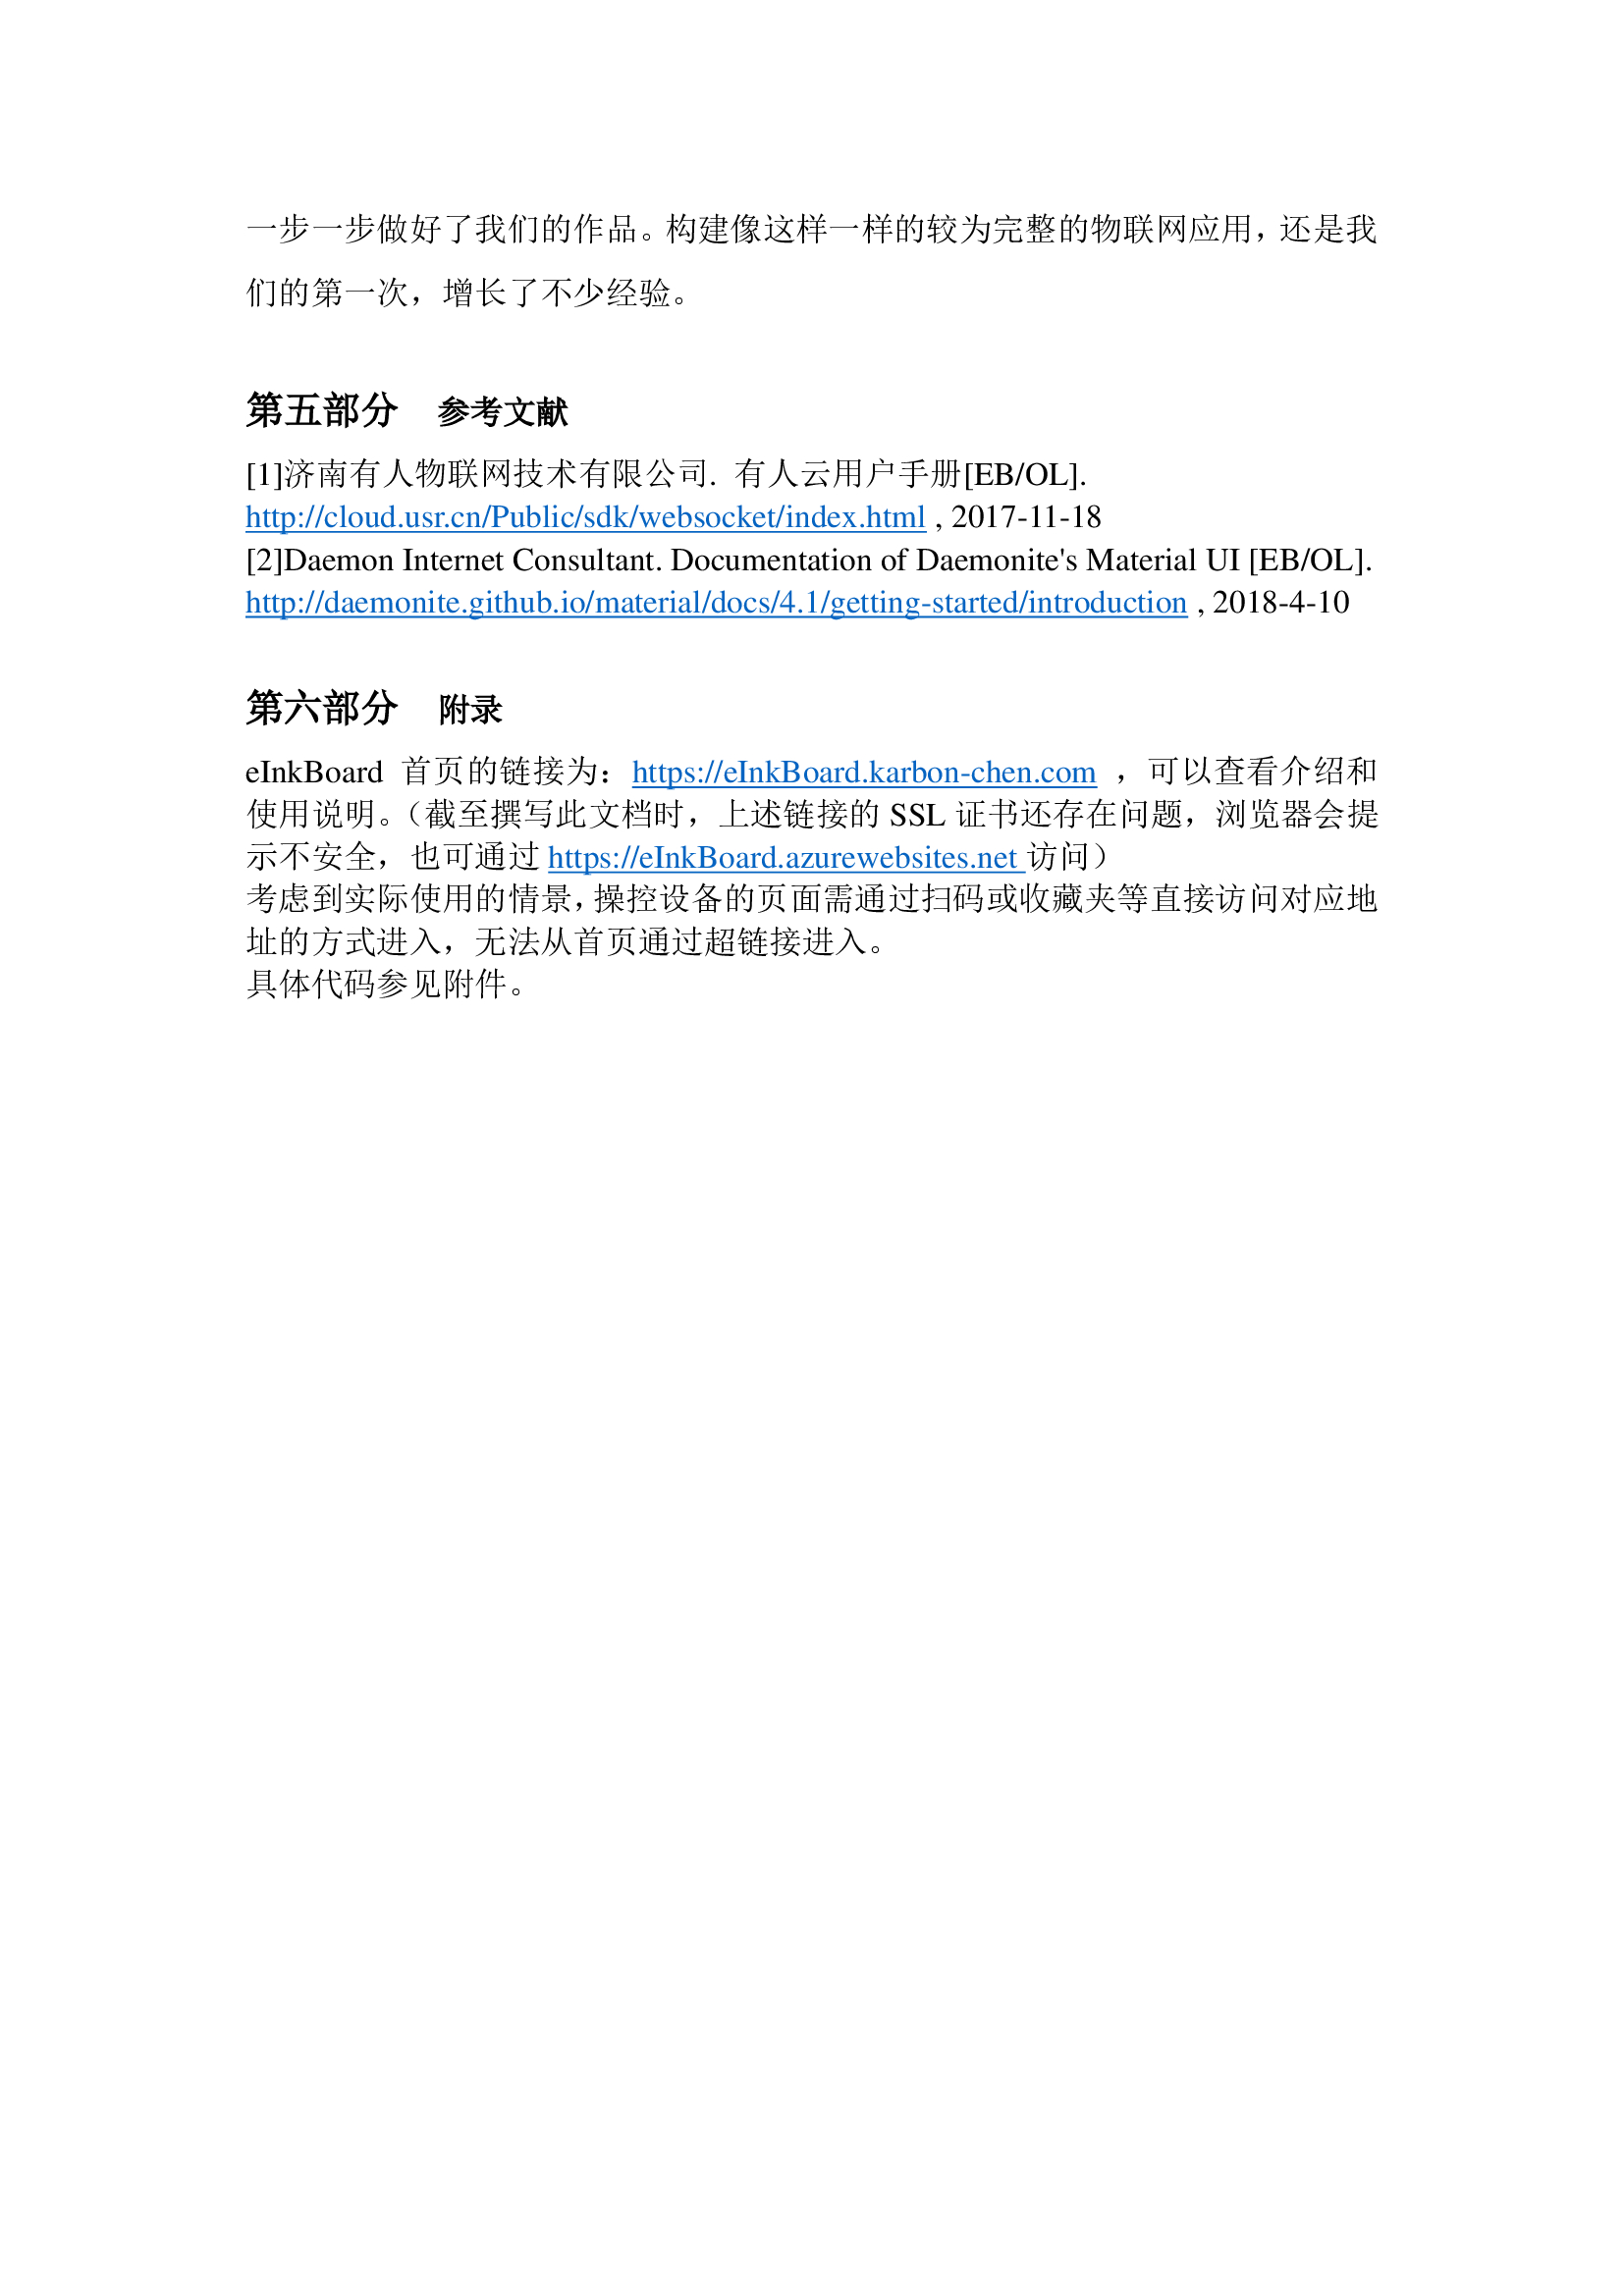 一步一步做好了我们的作品。构建像这样一样的较为完整的物联网应用，还是我
们的第一次，增长了不少经验。
第五部分 参考文献
[1]济南有人物联网技术有限公司. 有人云用户手册[EB/OL].
http://cloud.usr.cn/Public/sdk/websocket/index.html , 2017-11-18
[2]Daemon Internet Consultant. Documentation of Daemonite's Material UI [EB/OL].
http://daemonite.github.io/material/docs/4.1/getting-started/introduction , 2018-4-10
第六部分 附录
eInkBoard 首页的链接为：https://eInkBoard.karbon-chen.com ，可以查看介绍和
使用说明。（截至撰写此文档时，上述链接的 SSL 证书还存在问题，浏览器会提
示不安全，也可通过 https://eInkBoard.azurewebsites.net 访问）
考虑到实际使用的情景，操控设备的页面需通过扫码或收藏夹等直接访问对应地
址的方式进入，无法从首页通过超链接进入。
具体代码参见附件。